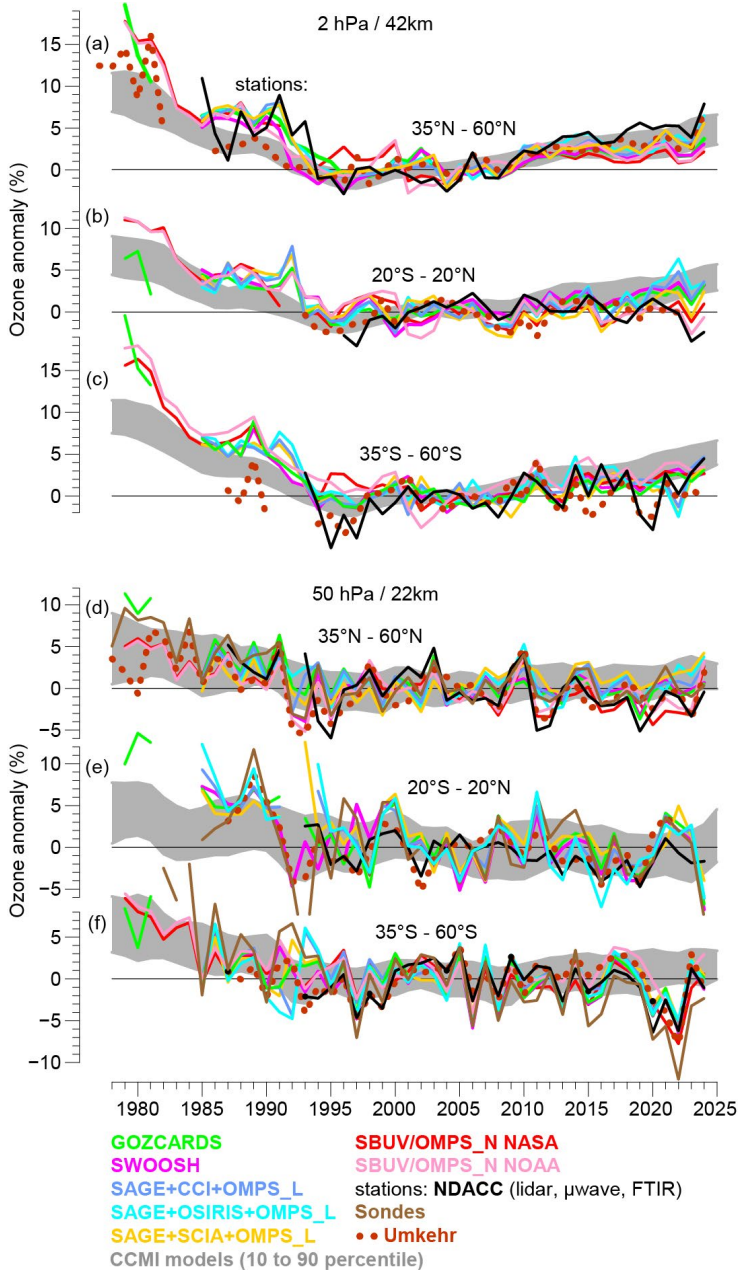 2 hPa / 42km
(a)
stations:
35°N - 60°N
15
10
5
0
Ozone anomaly (%)
(b)
20°S - 20°N
10
5
0
(c)
35°S - 60°S
15
10
5
0
50 hPa / 22km
(d)
35°N - 60°N
10
5
0
−5
Ozone anomaly (%)
(e)
20°S - 20°N
10
5
0
−5
(f)
35°S - 60°S
5
0
−5
−10
1980 1985 1990 1995 2000 2005 2010 2015 2020 2025
GOZCARDS
SWOOSH
SAGE+CCI+OMPS_L
SAGE+OSIRIS+OMPS_L
SAGE+SCIA+OMPS_L
CCMI models (10 to 90 percentile)
SBUV/OMPS_N NASA
SBUV/OMPS_N NOAA
stations: NDACC (lidar, μwave, FTIR)
Sondes
Umkehr